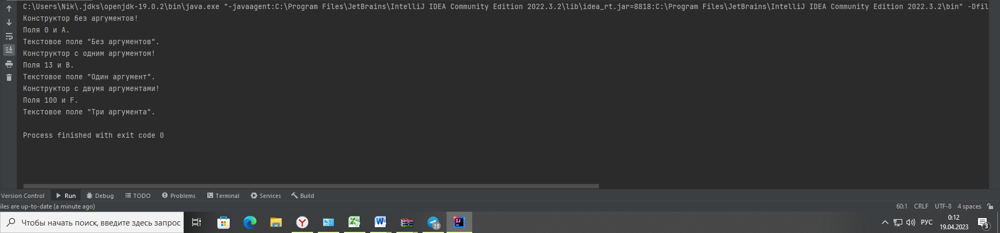 C:\Users\Nik\.jdks\openjdk-19.0.2\bin\java.exe "-javaagent:C:\Program Files\JetBrains\IntelliJ IDEA Community Edition 2022.3.2\lib\idea_rt.jar=8818:C:\Program Files\JetBrains\IntelliJ IDEA Community Edition 2022.3.2\bin" -Dfil
Конструктор без аргументов!
Поля 0 и A.
Текстовое поле "Без аргументов".
Конструктор с одним аргументом!
Поля 13 и B.
Текстовое поле "Один аргумент".
Конструктор с двумя аргументами!
Поля 100 и F.
Текстовое поле "Три аргумента".
Process finished with exit code 0
Version Control Run Debug TODO Problems Terminal Services Build
iles are up-to-date (a minute ago) 60:1 CRLF UTF-8 4 spaces
Чтобы начать поиск, введите здесь запрос 38 РУС 0:12
19.04.2023 3